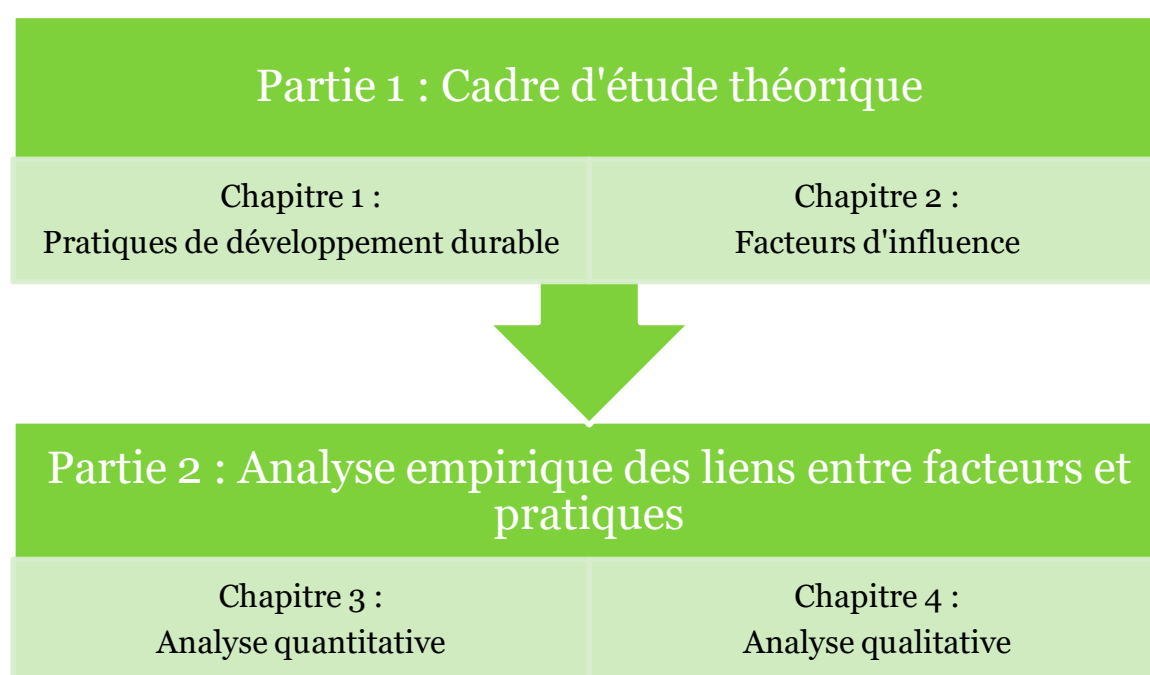 Partie 1 : Cadre d'étude théorique
Chapitre 1 :
Pratiques de développement durable
Chapitre 2 :
Facteurs d'influence
Partie 2 : Analyse empirique des liens entre facteurs et
pratiques
Chapitre 3 :
Analyse quantitative
Chapitre 4 :
Analyse qualitative